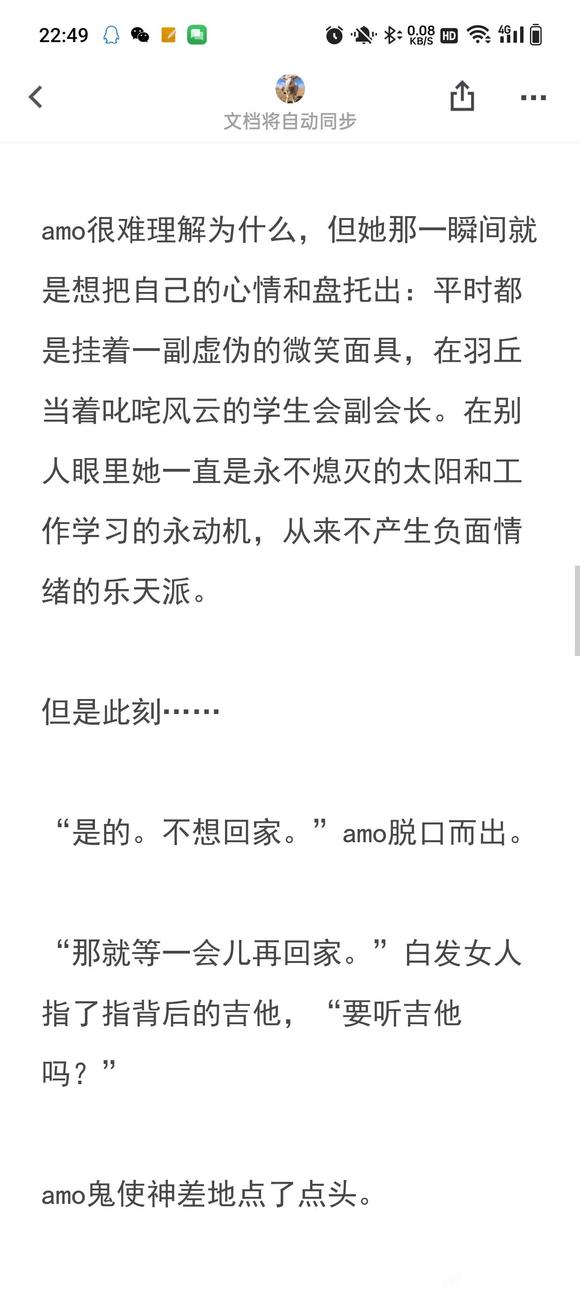 22:49
0.08
KB/S
HD
4G
文档将自动同步
amo很难理解为什么，但她那一瞬间就
是想把自己的心情和盘托出：平时都
是挂着一副虚伪的微笑面具，在羽丘
当着叱咤风云的学生会副会长。在别
人眼里她一直是永不熄灭的太阳和工
作学习的永动机，从来不产生负面情
绪的乐天派。
但是此刻……
“是的。不想回家。”amo脱口而出。
“那就等一会儿再回家。”白发女人
指了指背后的吉他，“要听吉他
吗？”
amo鬼使神差地点了点头。